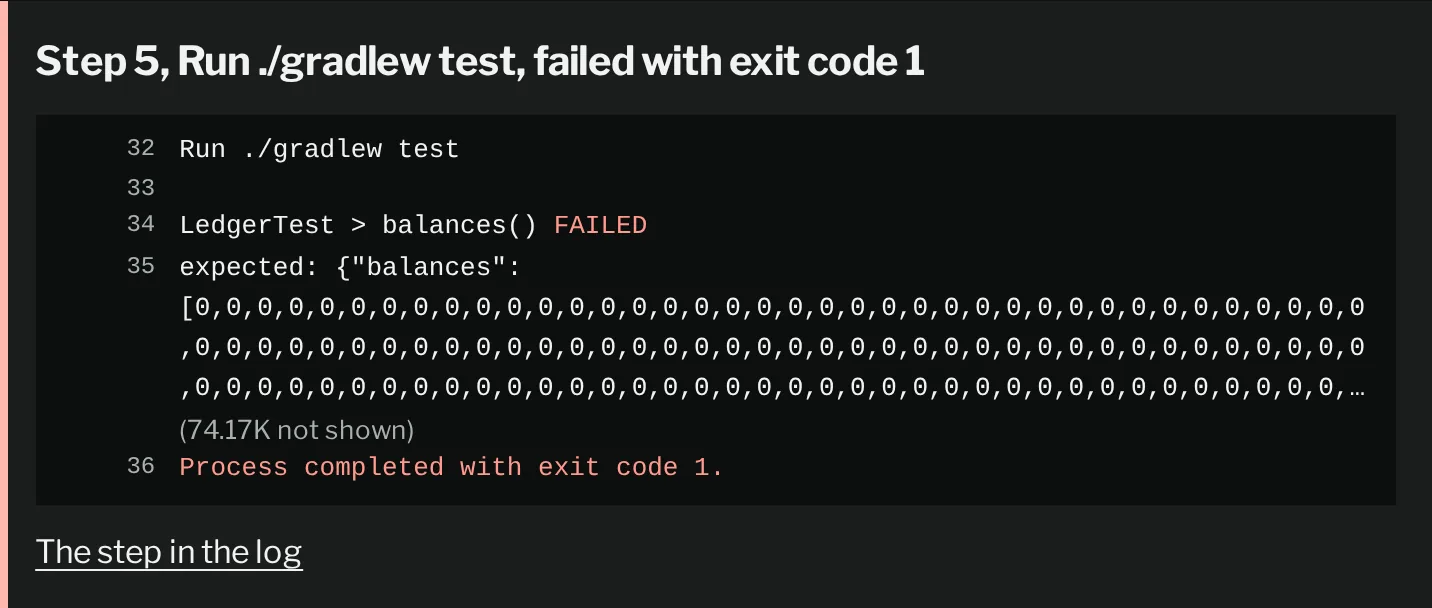 Step 5, Run ./gradlew test, failed with exit code 1
32 Run ./gradlew test
33
34 LedgerTest > balances() FAILED
35 expected: {"balances":
[0,0,0,0,0,0,0,0,0,0,0,0,0,0,0,0,0,0,0,0,0,0,0,0,0,0,0,0,0,0,0,0,0,0,0,0,0,0
,0,0,0,0,0,0,0,0,0,0,0,0,0,0,0,0,0,0,0,0,0,0,0,0,0,0,0,0,0,0,0,0,0,0,0,0,0,0
,0,0,0,0,0,0,0,0,0,0,0,0,0,0,0,0,0,0,0,0,0,0,0,0,0,0,0,0,0,0,0,0,0,0,0,0,0,…
(74.17K not shown)
36 Process completed with exit code 1.
The step in the log